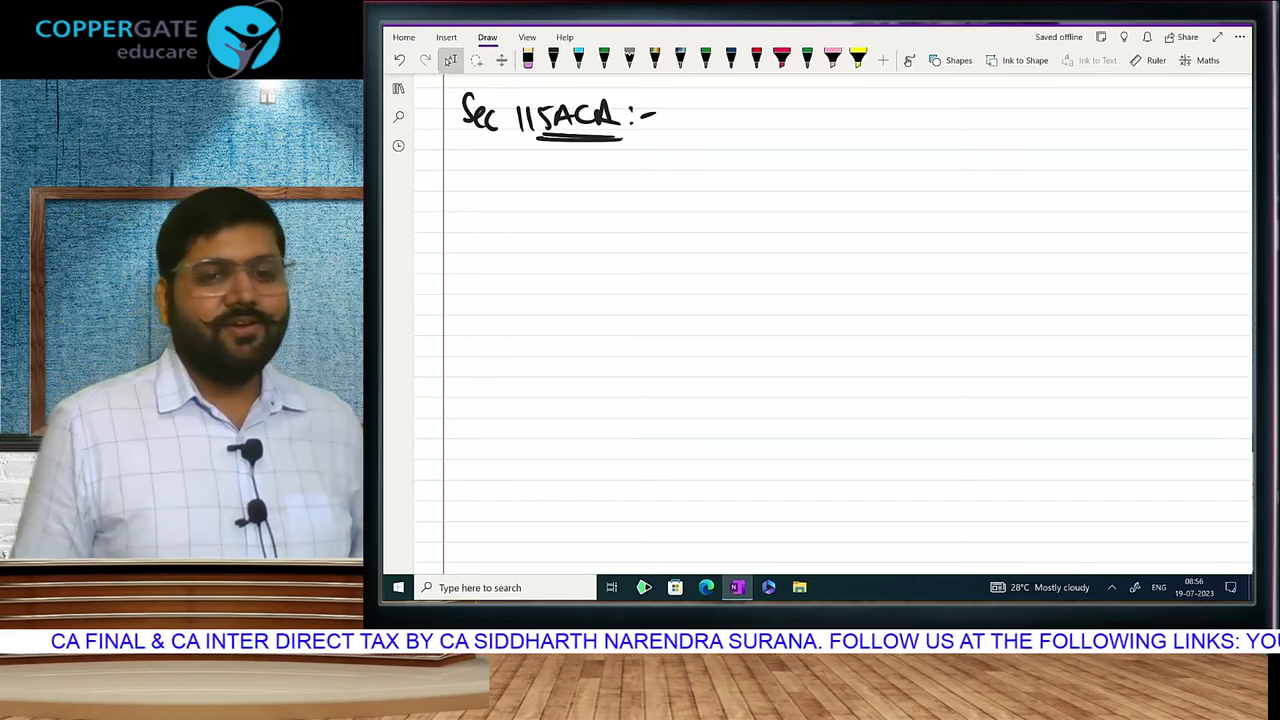 COPPERGATE
educare
Home Insert Draw View Help
Saved offline
Share
Shapes
Ink to Shape
Ink to Text
Ruler
Maths
Sec 115ACA :-
Type here to search
28°C Mostly cloudy
ENG
08:56
19-07-2023
CA FINAL & CA INTER DIRECT TAX BY CA SIDDHARTH NARENDRA SURANA. FOLLOW US AT THE FOLLOWING LINKS: YO